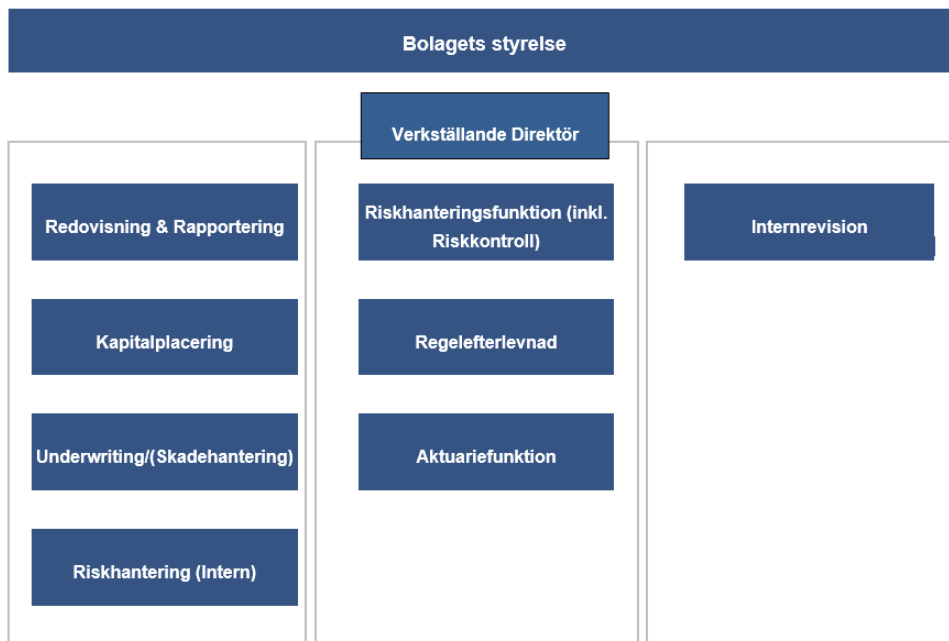 Bolagets styrelse
Verkställande Direktör
Redovisning & Rapportering
Kapitalplacering
Underwriting/(Skadehantering)
Riskhantering (Intern)
Riskhanteringsfunktion (inkl.
Riskkontroll)
Regelefterlevnad
Aktuariefunktion
Internrevision